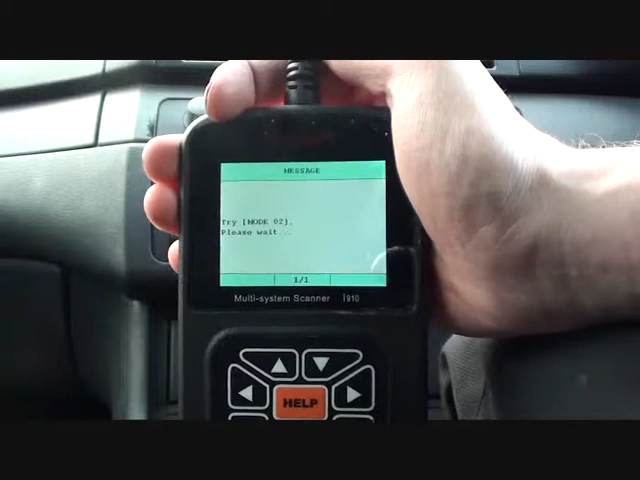 MESSAGE
Try [MODE 02].
Please wait...
1/1
Multi-system Scanner i910
HELP